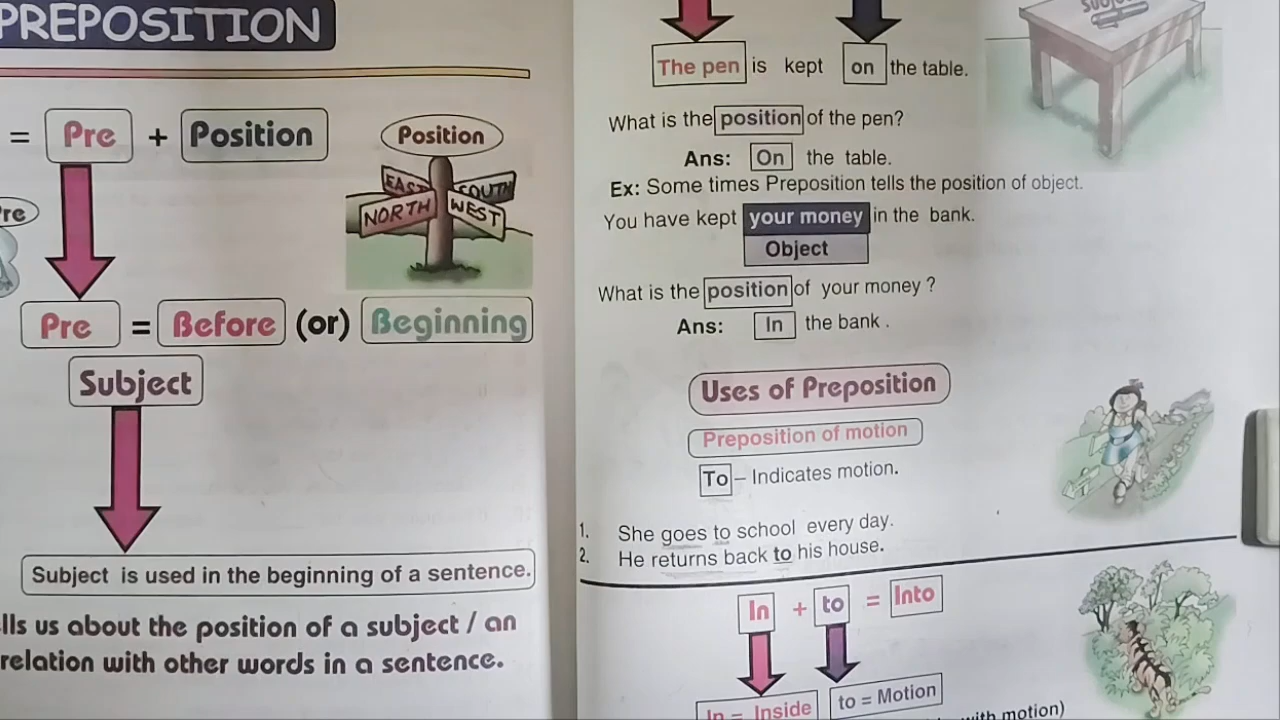 PREPOSITION
= Pre + Position
Position
EAST
SOUTH
NORTH
WEST
Pre
Pre = Before (or) Beginning
Subject
Subject is used in the beginning of a sentence.
lls us about the position of a subject / an
relation with other words in a sentence.
The pen is kept on the table.
What is the position of the pen?
Ans: On the table.
Ex: Some times Preposition tells the position of object.
You have kept your money in the bank.
Object
What is the position of your money ?
Ans: In the bank .
Uses of Preposition
Preposition of motion
To – Indicates motion.
1. She goes to school every day.
2. He returns back to his house.
In + to = Into
In = Inside
to = Motion
with motion)